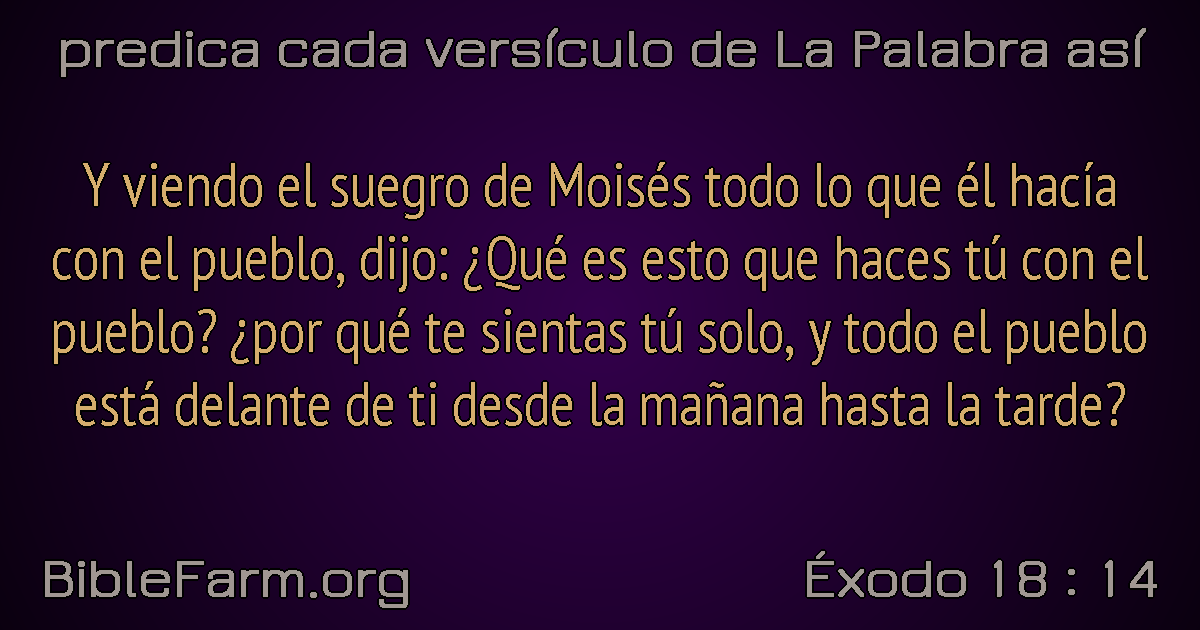 predica cada versículo de La Palabra así
Y viendo el suegro de Moisés todo lo que él hacía
con el pueblo, dijo: ¿Qué es esto que haces tú con el
pueblo? ¿por qué te sientas tú solo, y todo el pueblo
está delante de ti desde la mañana hasta la tarde?
BibleFarm.org
Éxodo 18 : 14